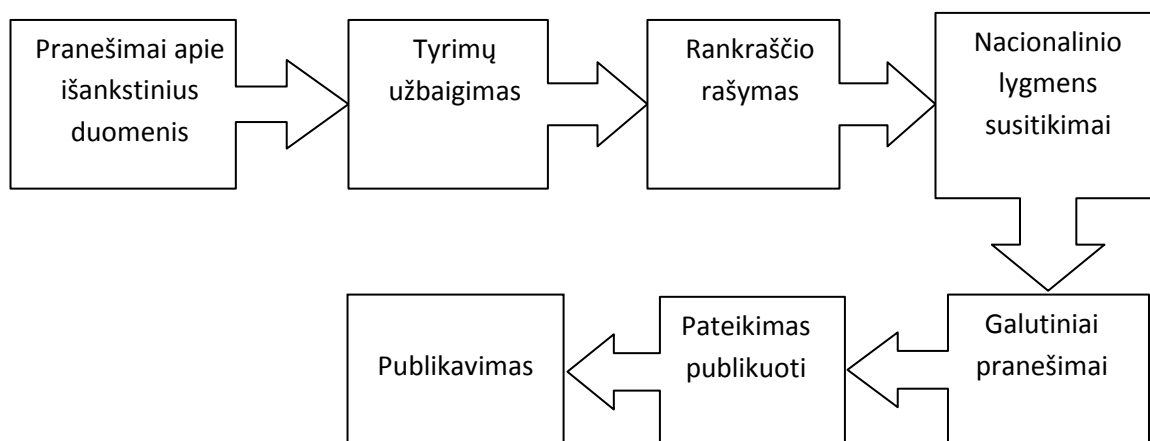 Pranešimai apie
išankstinius
duomenis
Tyrimų
užbaigimas
Rankraščio
rašymas
Nacionalinio
lygmens
susitikimai
Galutiniai
pranešimai
Pateikimas
publikuoti
Publikavimas